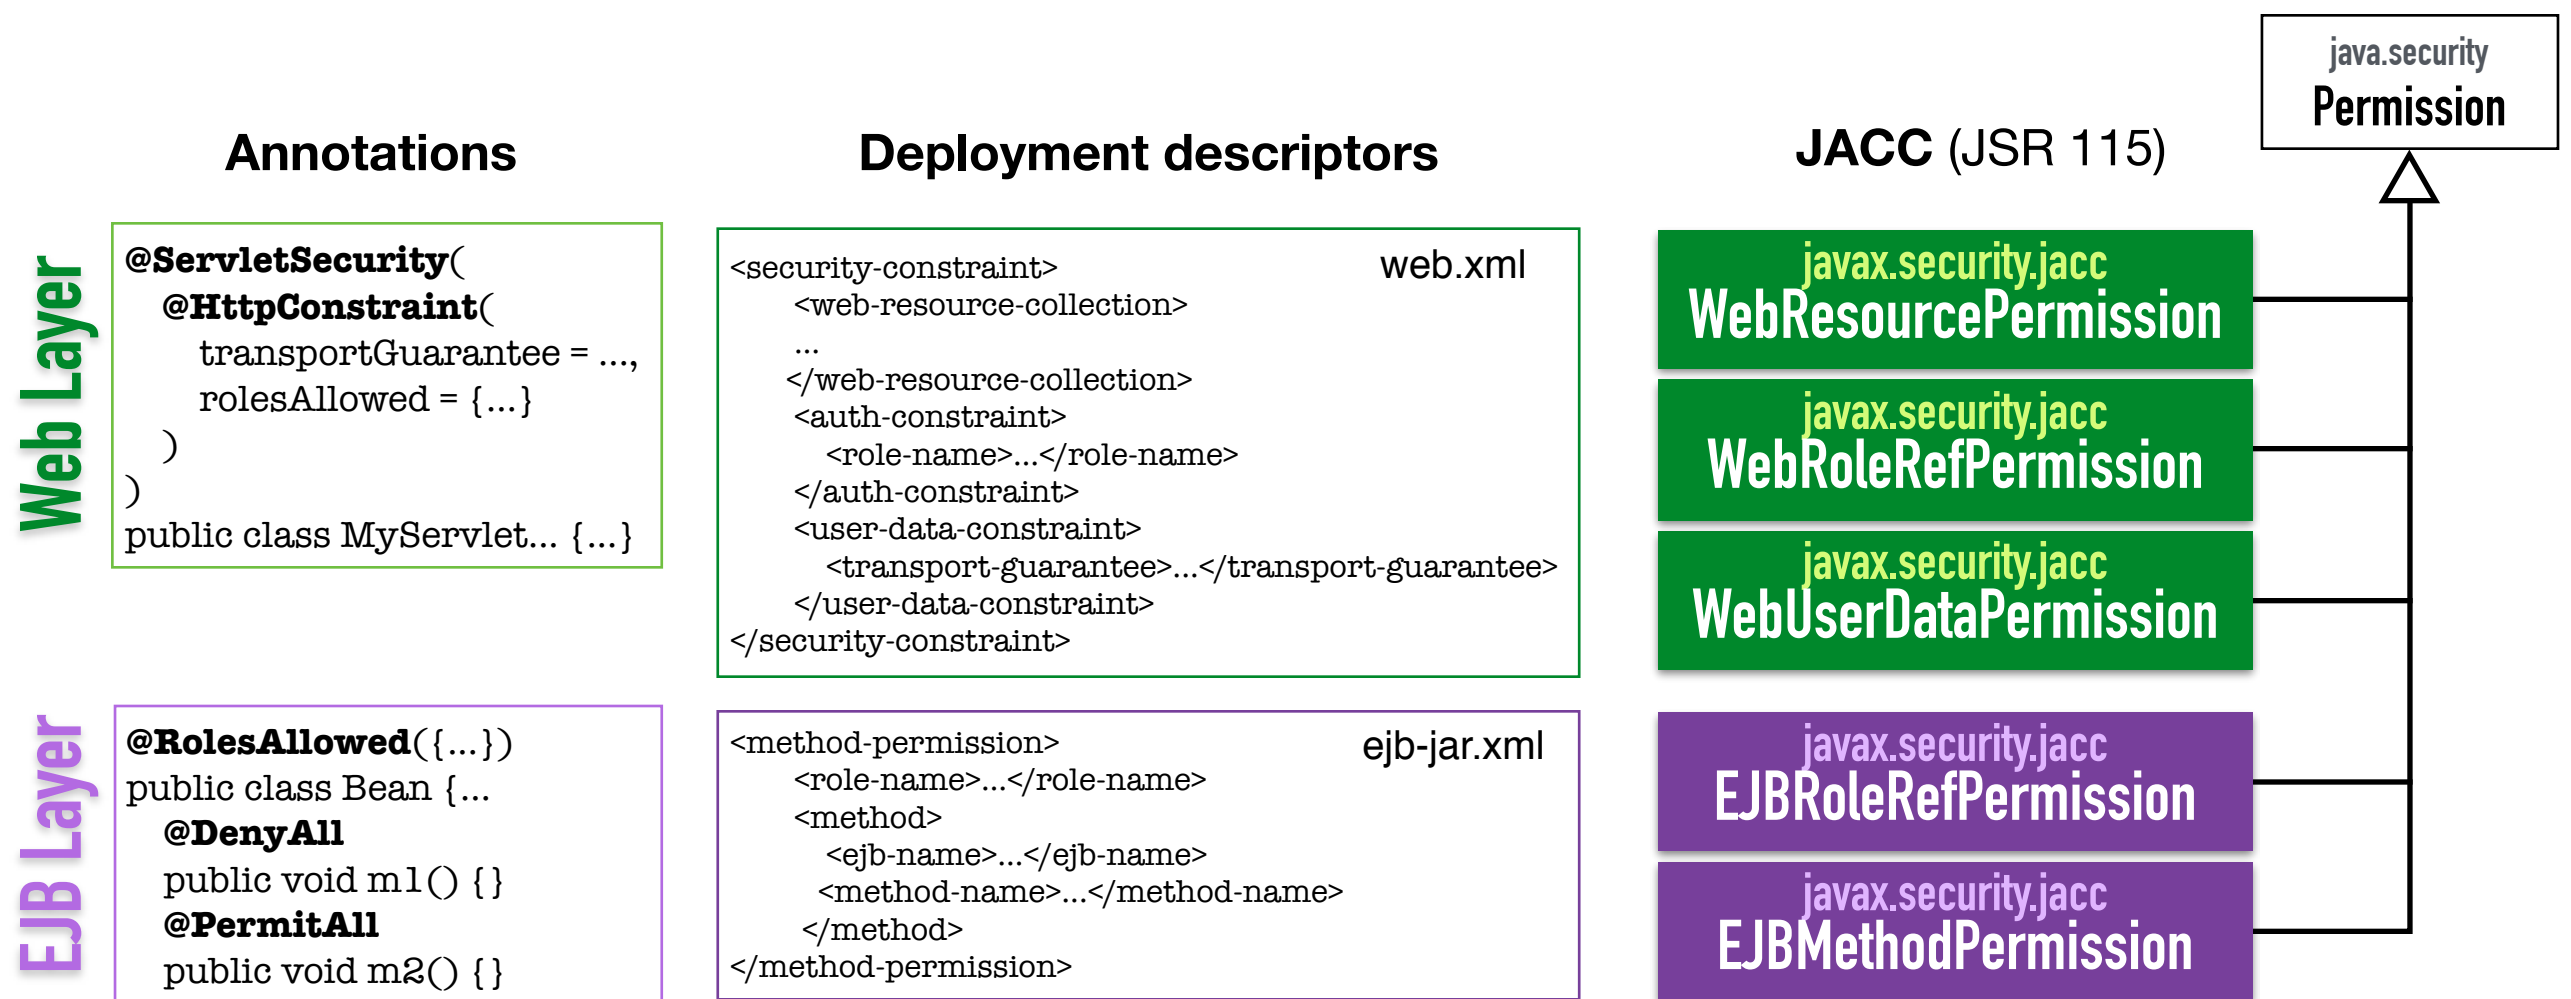 java.security
Permission
Annotations
Deployment descriptors
JACC (JSR 115)
Web Layer
@ServletSecurity(
@HttpConstraint(
transportGuarantee = ...,
rolesAllowed = {...}
)
)
public class MyServlet... {...}
web.xml
<security-constraint>
<web-resource-collection>
...
</web-resource-collection>
<auth-constraint>
<role-name>...</role-name>
</auth-constraint>
<user-data-constraint>
<transport-guarantee>...</transport-guarantee>
</user-data-constraint>
</security-constraint>
javax.security.jacc
WebResourcePermission
javax.security.jacc
WebRoleRefPermission
javax.security.jacc
WebUserDataPermission
EJB Layer
@RolesAllowed({...})
public class Bean {...
@DenyAll
public void m1() {}
@PermitAll
public void m2() {}
ejb-jar.xml
<method-permission>
<role-name>...</role-name>
<method>
<ejb-name>...</ejb-name>
<method-name>...</method-name>
</method>
</method-permission>
javax.security.jacc
EJBRoleRefPermission
javax.security.jacc
EJBMethodPermission